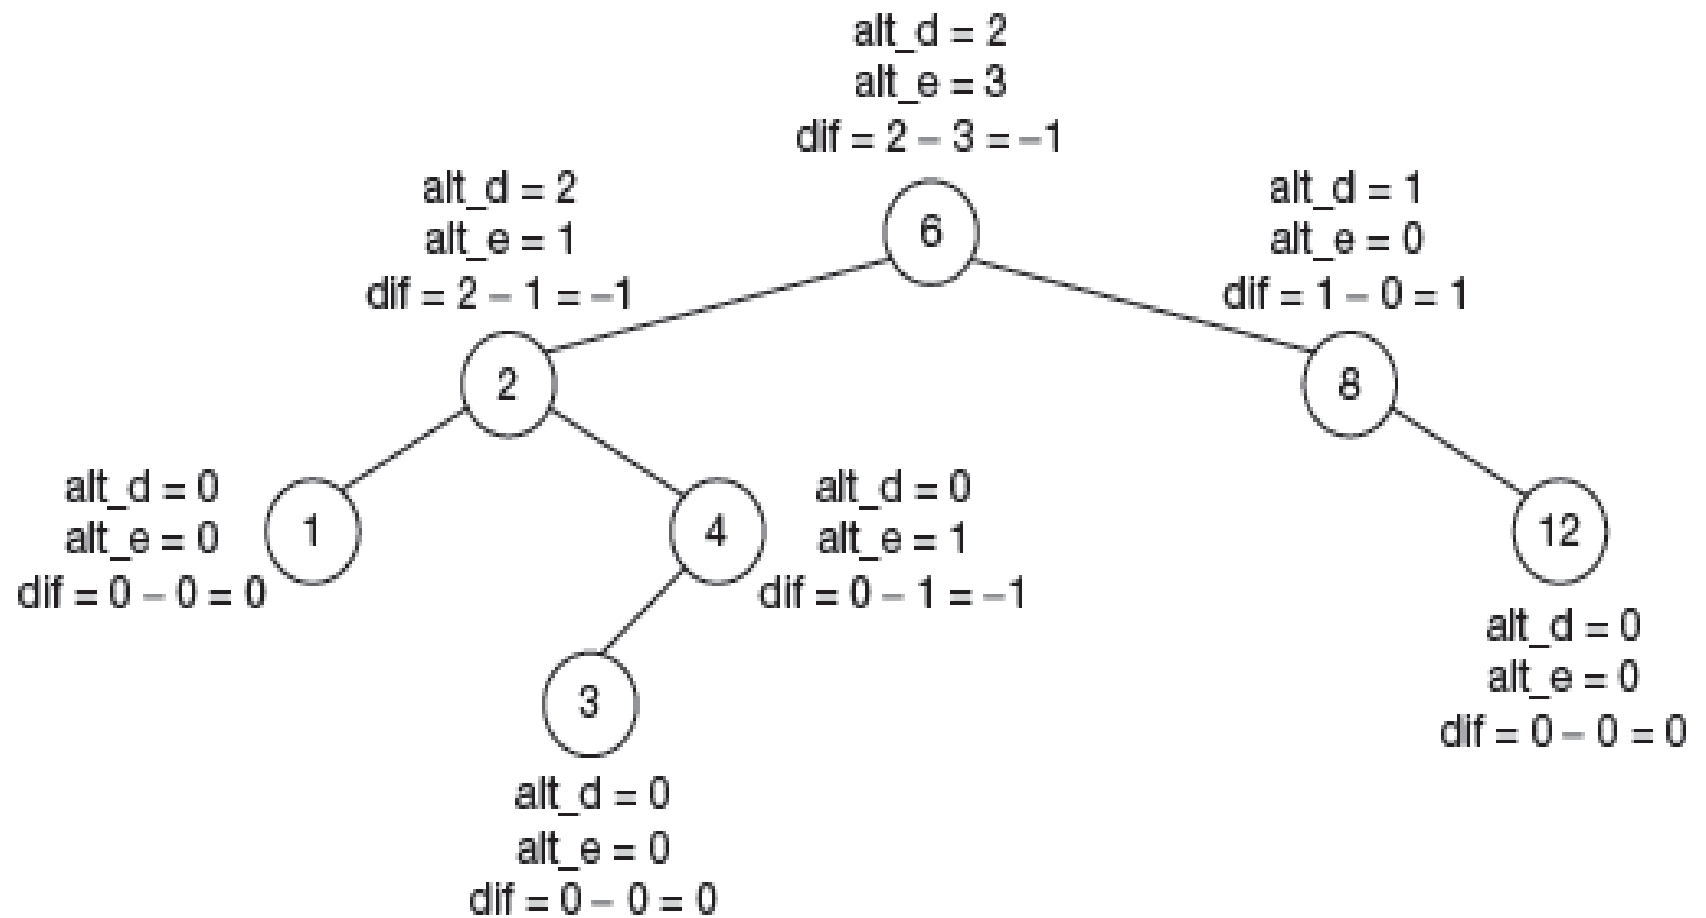 alt_d = 2
alt_e = 3
dif = 2 – 3 = –1
6
alt_d = 2
alt_e = 1
dif = 2 – 1 = –1
2
alt_d = 1
alt_e = 0
dif = 1 – 0 = 1
8
alt_d = 0
alt_e = 0
dif = 0 – 0 = 0
1
4
alt_d = 0
alt_e = 1
dif = 0 – 1 = –1
12
alt_d = 0
alt_e = 0
dif = 0 – 0 = 0
3
alt_d = 0
alt_e = 0
dif = 0 – 0 = 0